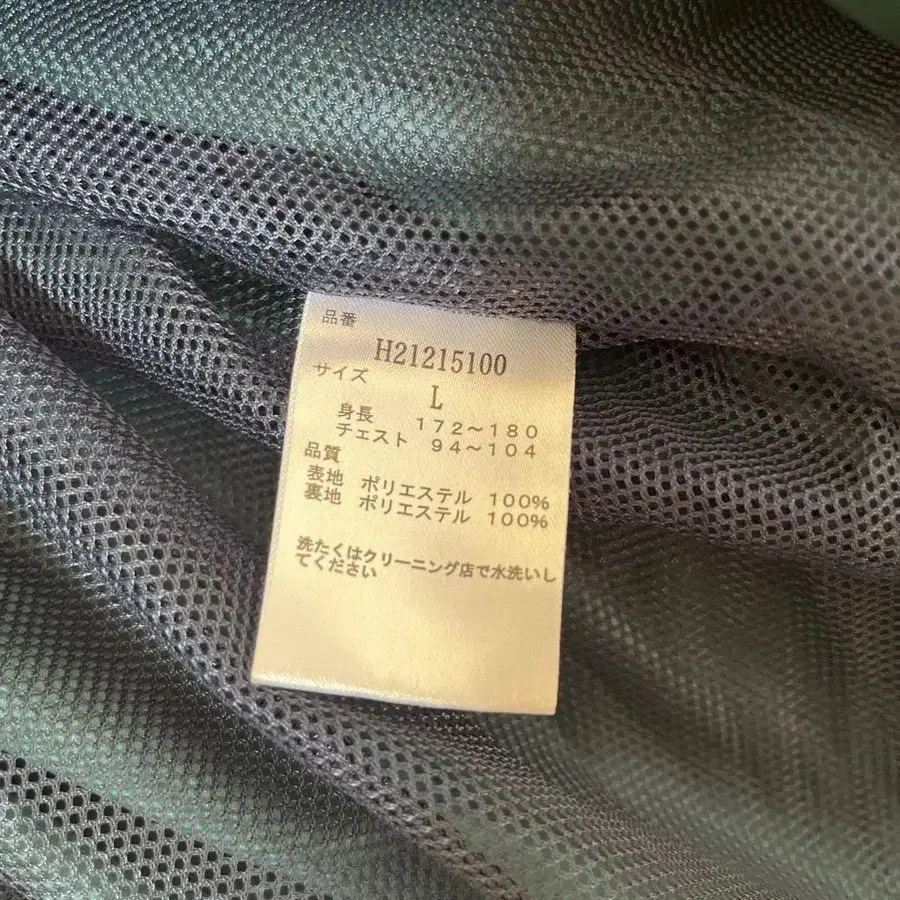 品番
H21215100
サイズ
L
身長 172~180
チェスト 94~104
品質
表地 ポリエステル 100%
裏地 ポリエステル 100%
洗たくはクリーニング店で水洗いし
てください